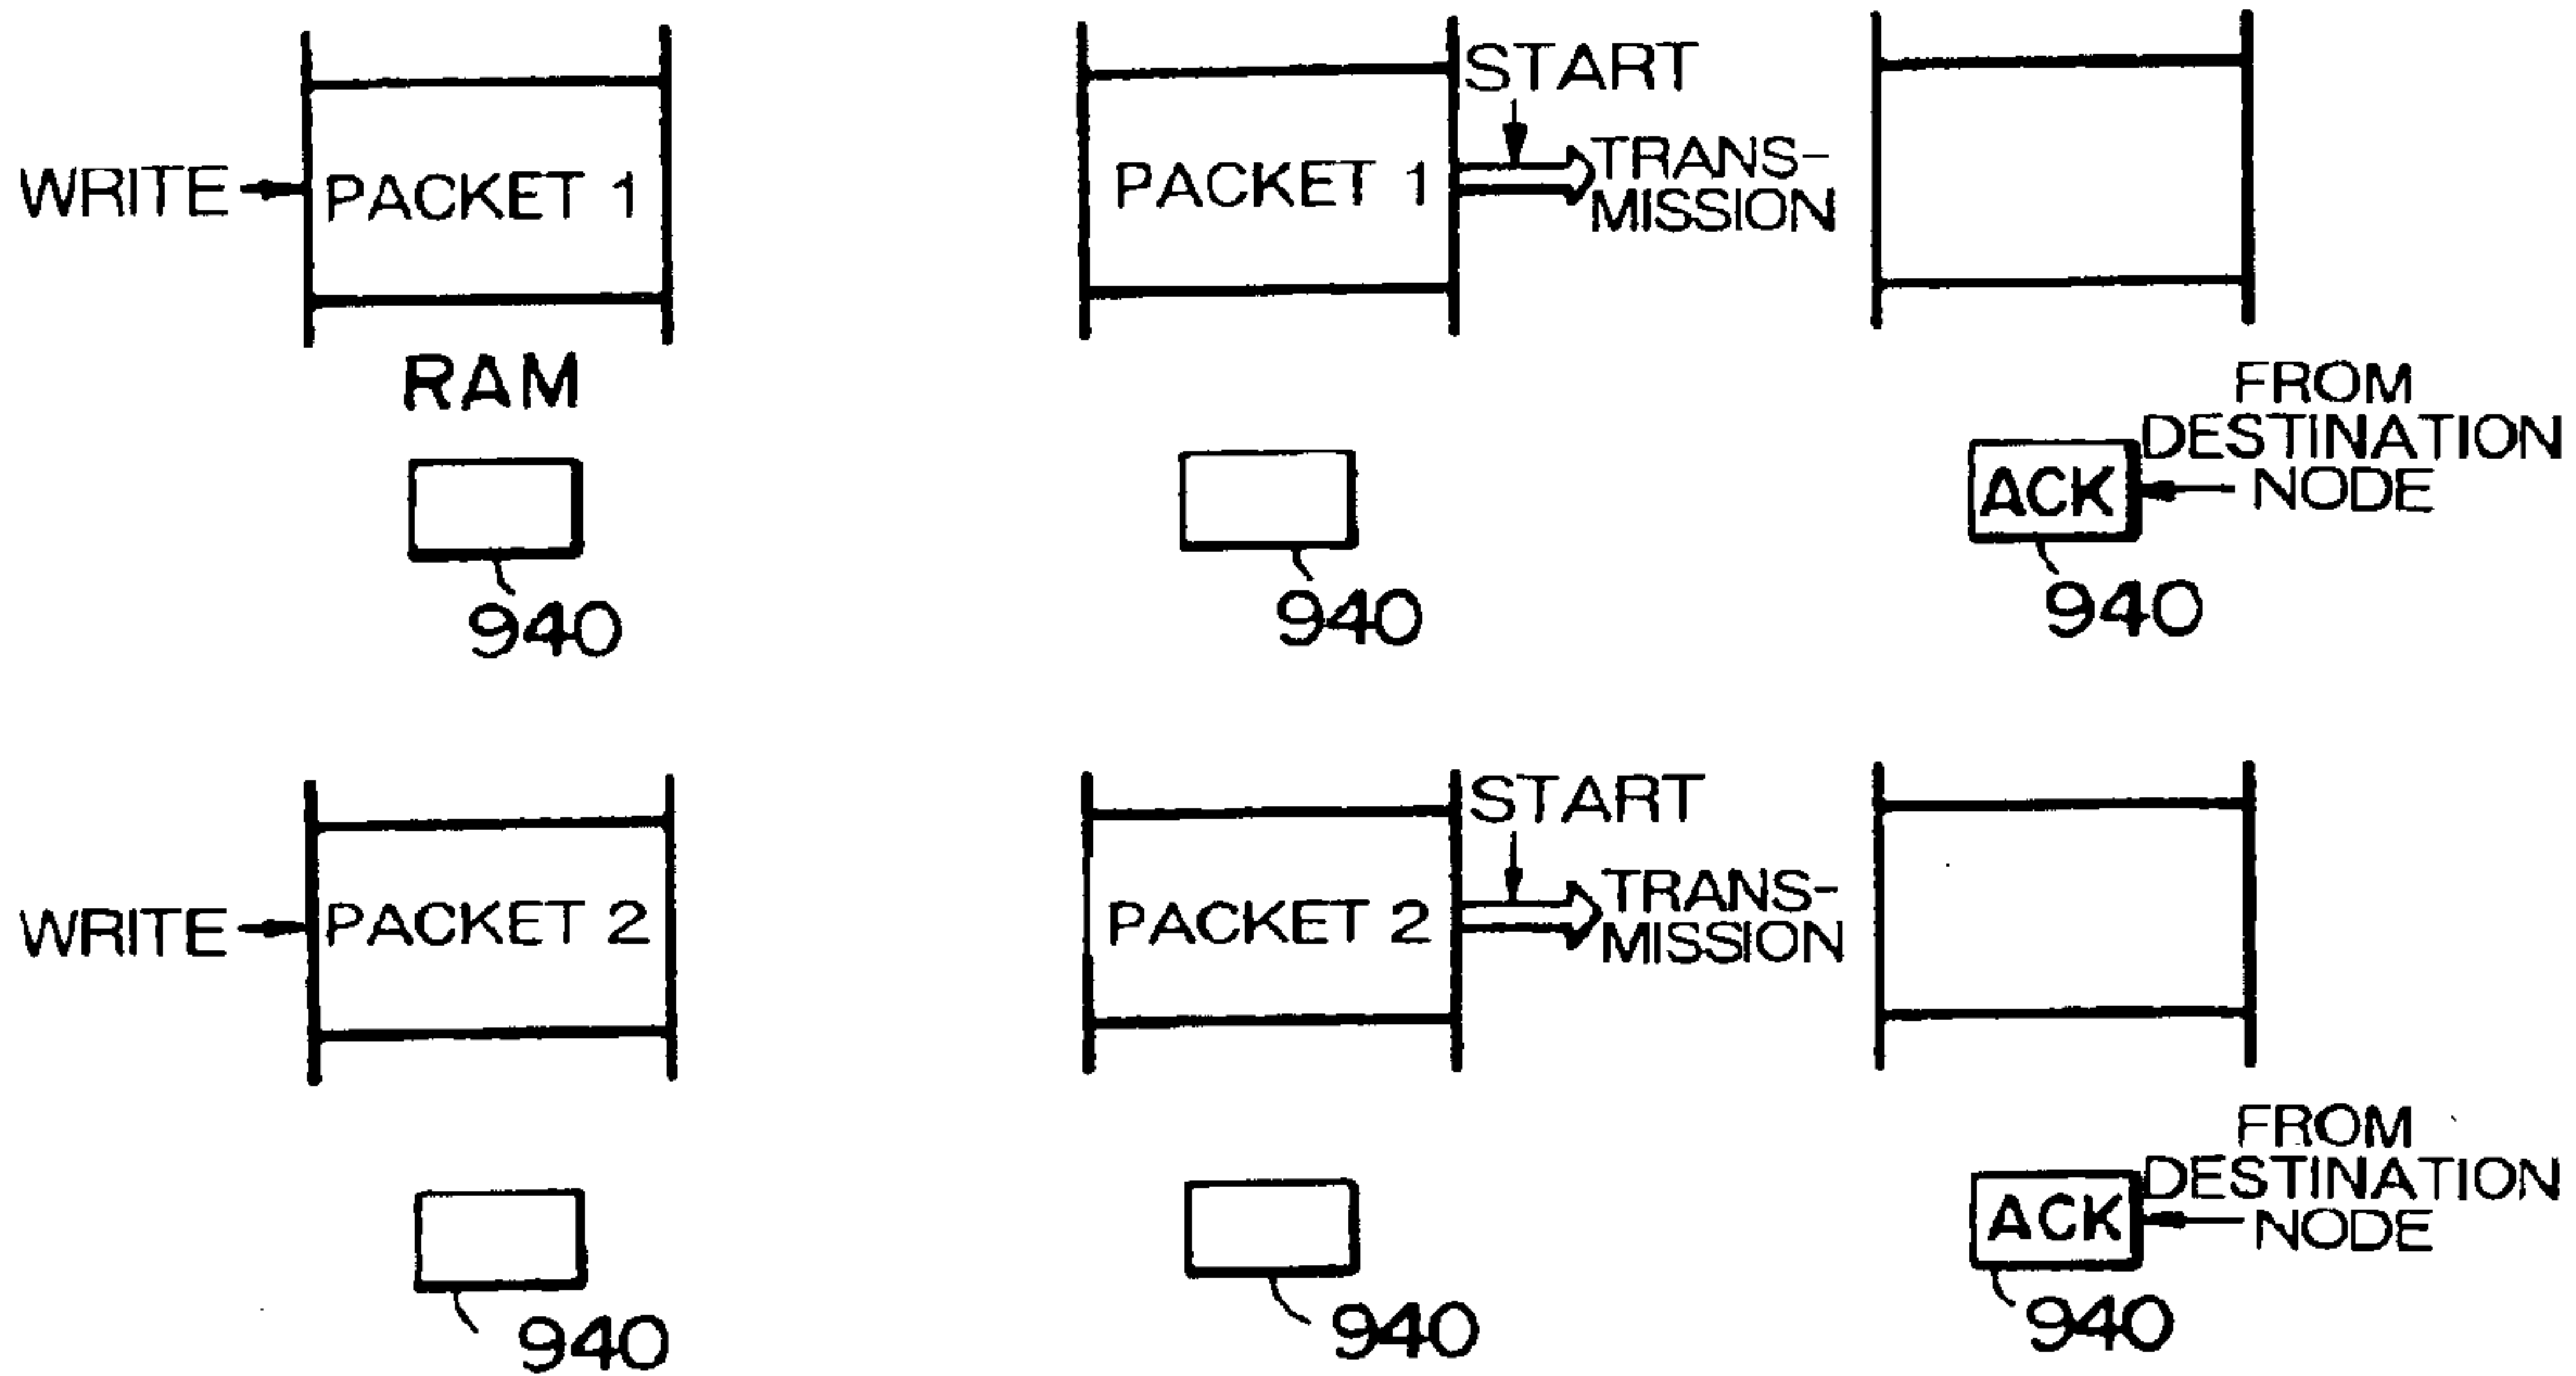 WRITE
PACKET 1
RAM
940
PACKET 1
START
TRANS-
MISSION
940
FROM
DESTINATION
NODE
ACK
940
WRITE
PACKET 2
940
PACKET 2
START
TRANS-
MISSION
940
FROM
DESTINATION
NODE
ACK
940